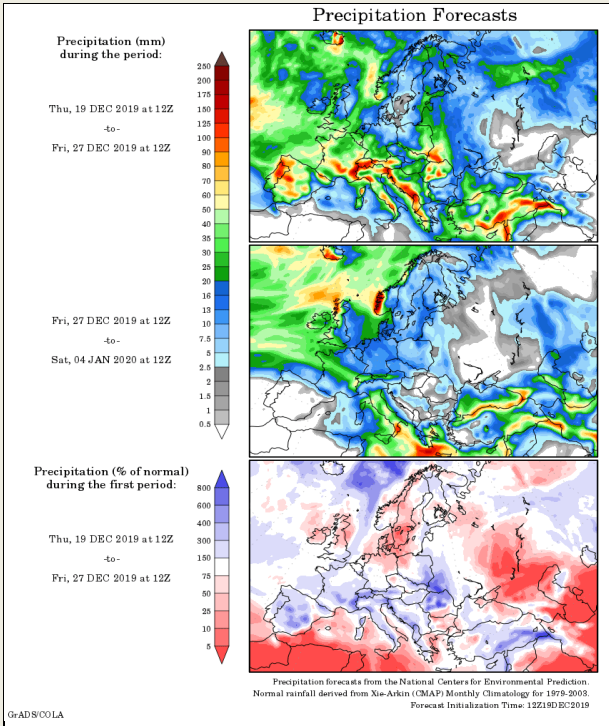 Precipitation Forecasts
Precipitation (mm)
during the period:
Thu, 19 DEC 2019 at 12Z
-to-
Fri, 27 DEC 2019 at 12Z
250
200
175
150
125
100
90
80
70
60
50
40
35
30
25
20
16
13
10
7.5
5
2.5
2
1.5
1
0.5
Fri, 27 DEC 2019 at 12Z
-to-
Sat, 04 JAN 2020 at 12Z
Precipitation (% of normal)
during the first period:
Thu, 19 DEC 2019 at 12Z
-to-
Fri, 27 DEC 2019 at 12Z
800
600
400
300
150
75
50
25
10
5
Precipitation forecasts from the National Centers for Environmental Prediction.
Normal rainfall derived from Xie-Arkin (CMAP) Monthly Climatology for 1979-2003.
Forecast Initialization Time: 12Z19DEC2019
GrADS/COLA